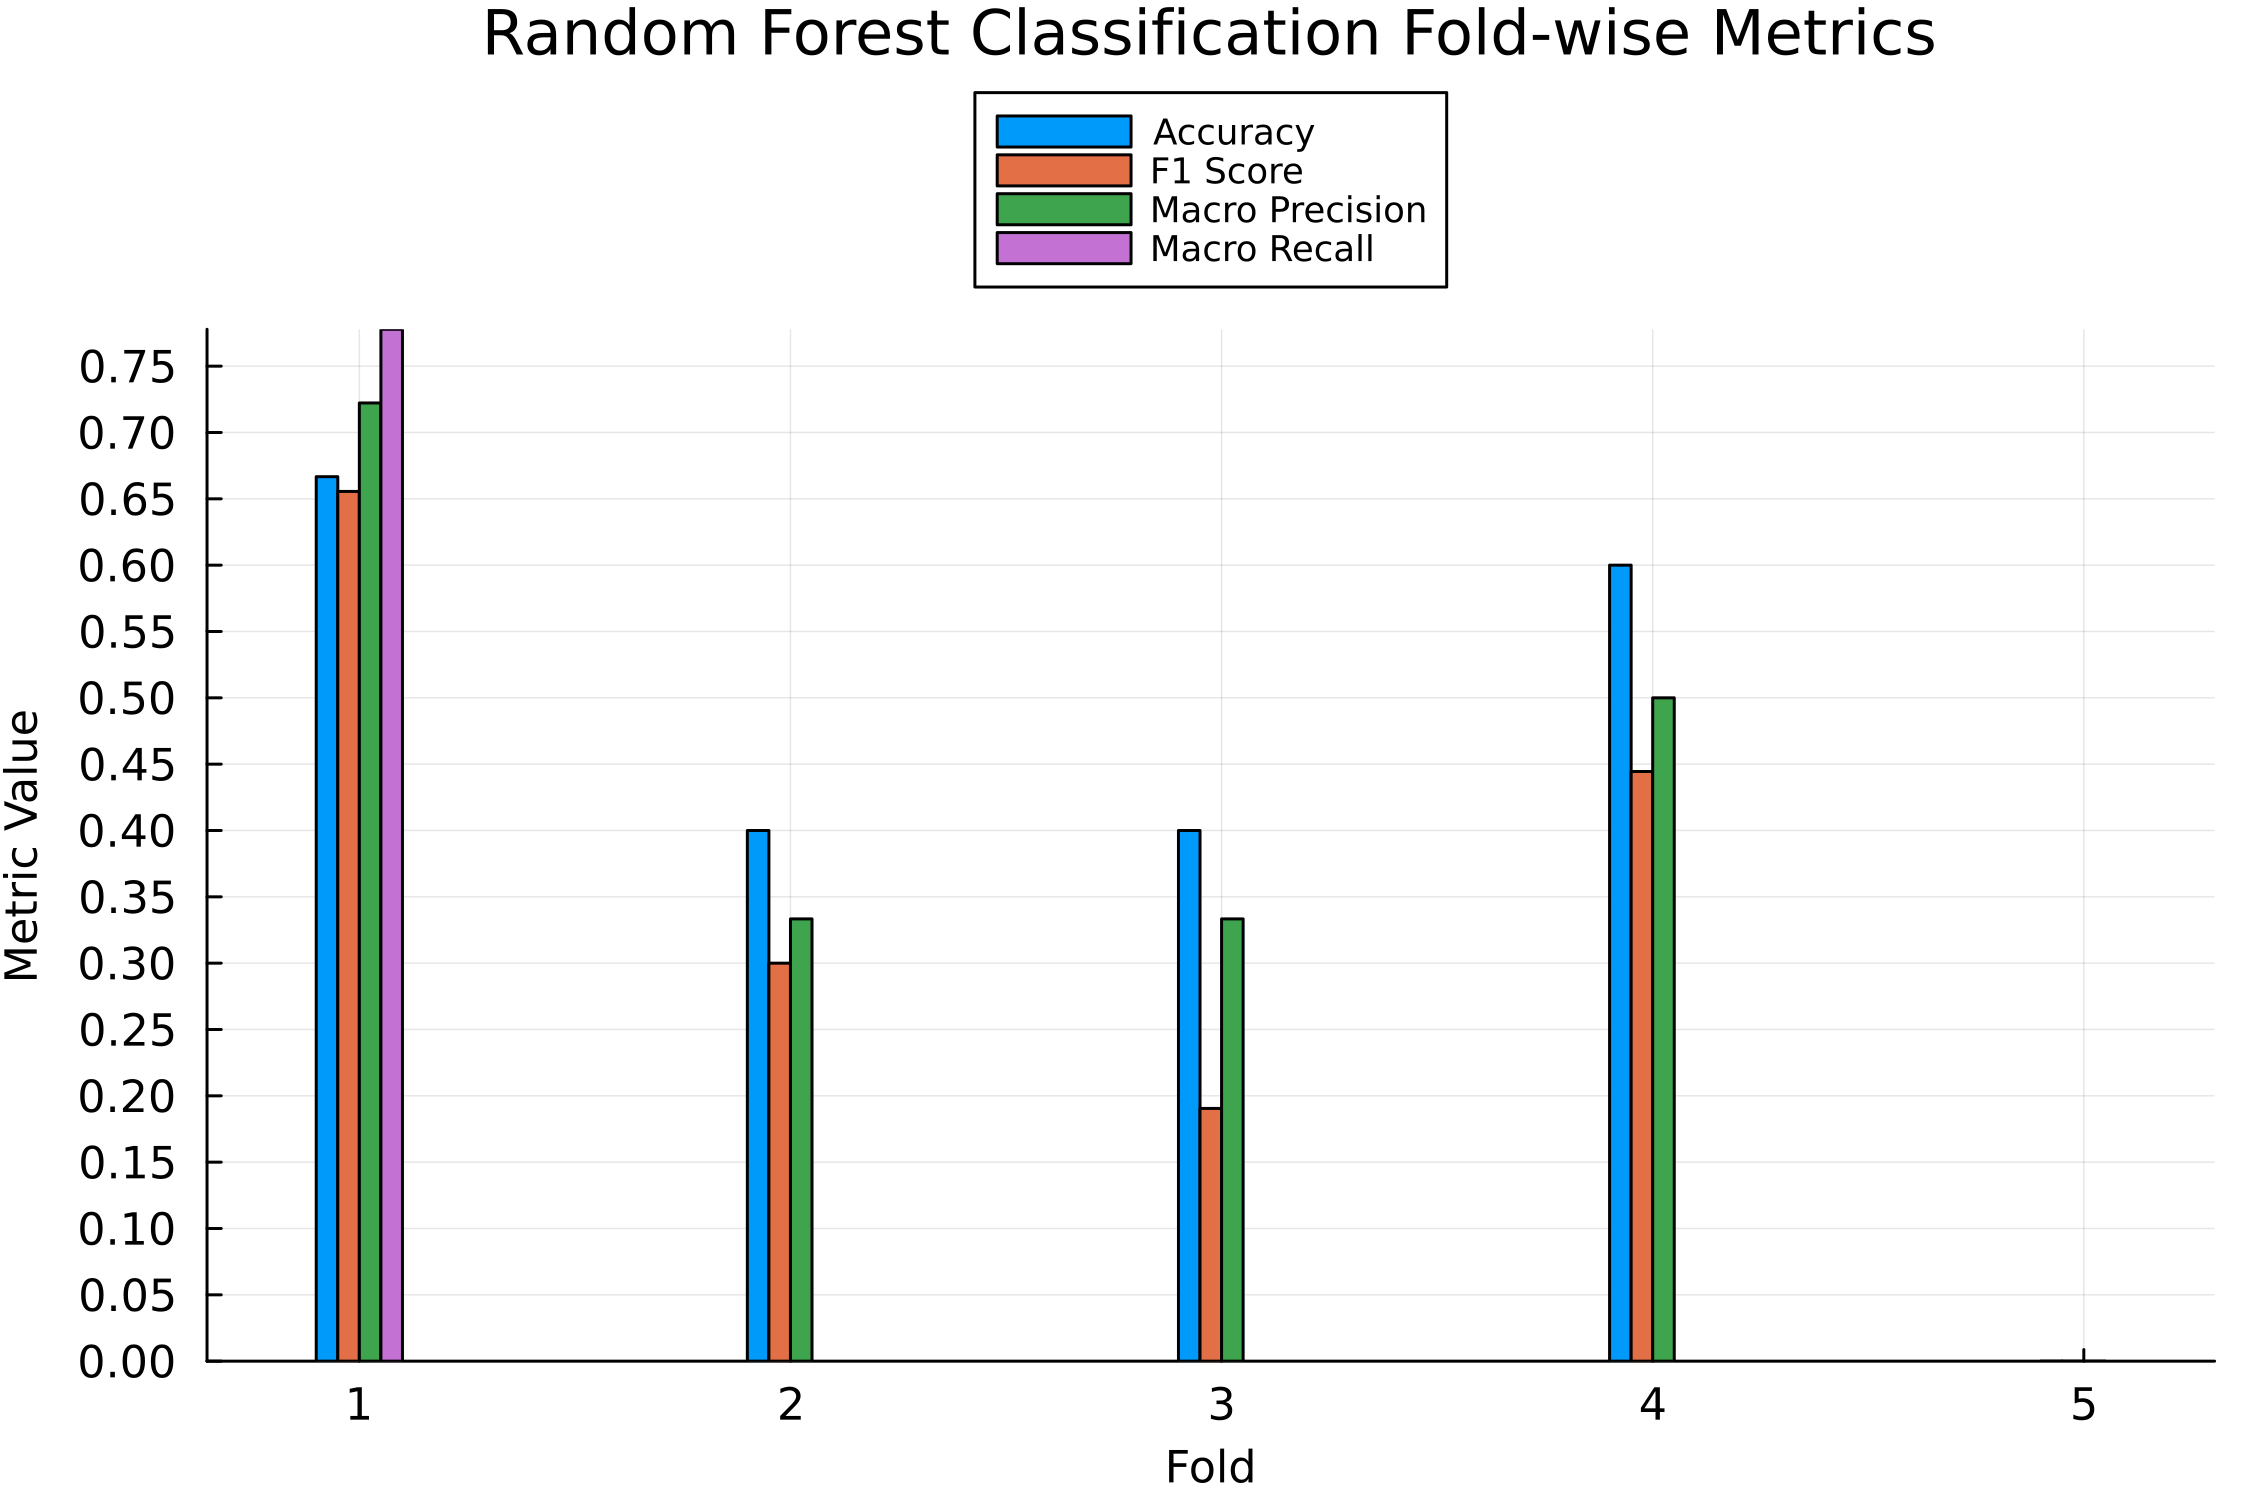 Random Forest Classification Fold-wise Metrics
Accuracy
F1 Score
Macro Precision
Macro Recall
0.75
0.70
0.65
0.60
0.55
0.50
0.45
0.40
0.35
0.30
0.25
0.20
0.15
0.10
0.05
0.00
Metric Value
1 2 3 4 5
Fold